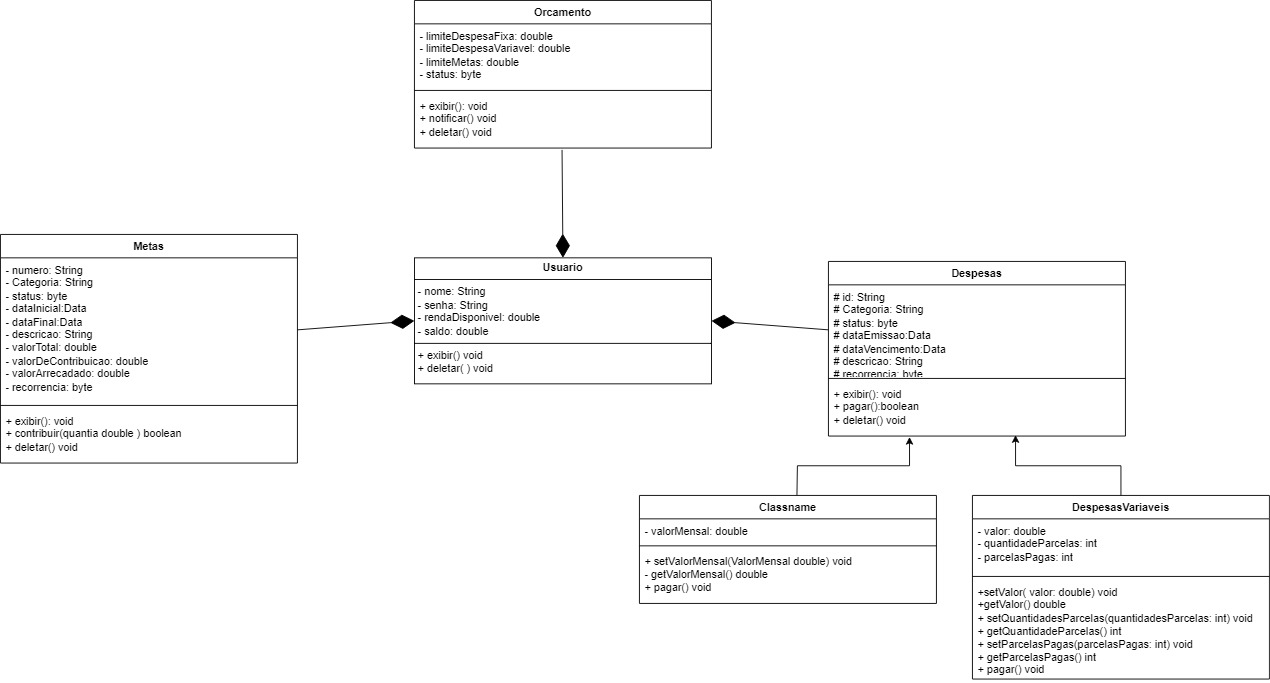 Orcamento
- limiteDespesaFixa: double
- limiteDespesaVariavel: double
- limiteMetas: double
- status: byte
+ exibir(): void
+ notificar() void
+ deletar() void
Metas
- numero: String
- Categoria: String
- status: byte
- dataInicial:Data
- dataFinal:Data
- descricao: String
- valorTotal: double
- valorDeContribuicao: double
- valorArrecadado: double
- recorrencia: byte
+ exibir(): void
+ contribuir(quantia double ) boolean
+ deletar() void
Usuario
- nome: String
- senha: String
- rendaDisponivel: double
- saldo: double
+ exibir() void
+ deletar( ) void
Despesas
# id: String
# Categoria: String
# status: byte
# dataEmissao:Data
# dataVencimento:Data
# descricao: String
# recorrencia: byte
+ exibir(): void
+ pagar():boolean
+ deletar() void
Classname
- valorMensal: double
+ setValorMensal(ValorMensal double) void
- getValorMensal() double
+ pagar() void
DespesasVariaveis
- valor: double
- quantidadeParcelas: int
- parcelasPagas: int
+setValor( valor: double) void
+getValor() double
+ setQuantidadesParcelas(quantidadesParcelas: int) void
+ getQuantidadeParcelas() int
+ setParcelasPagas(parcelasPagas: int) void
+ getParcelasPagas() int
+ pagar() void